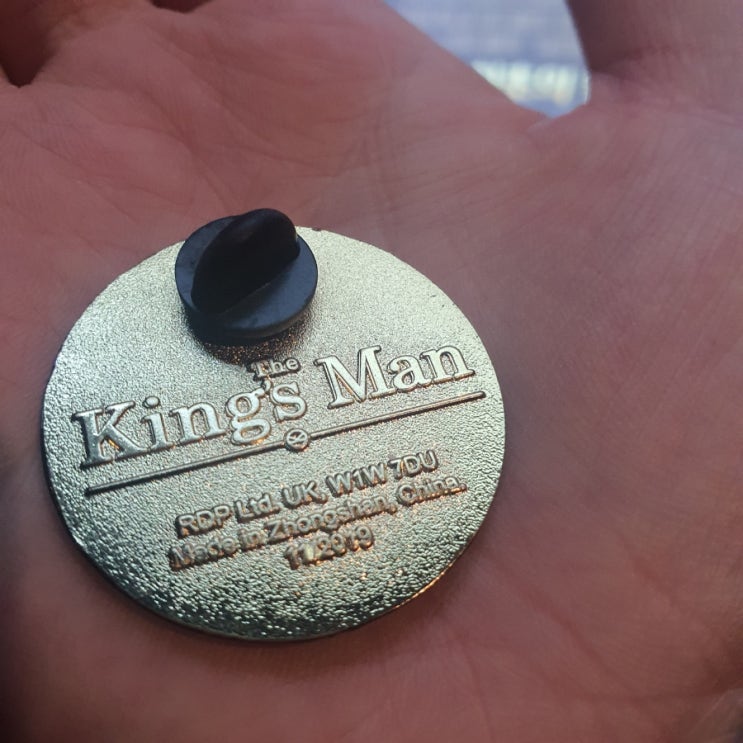 The
King's Man
RDP Ltd. UK, W1W 7DU
Made in Zhongshan, China.
11.2019